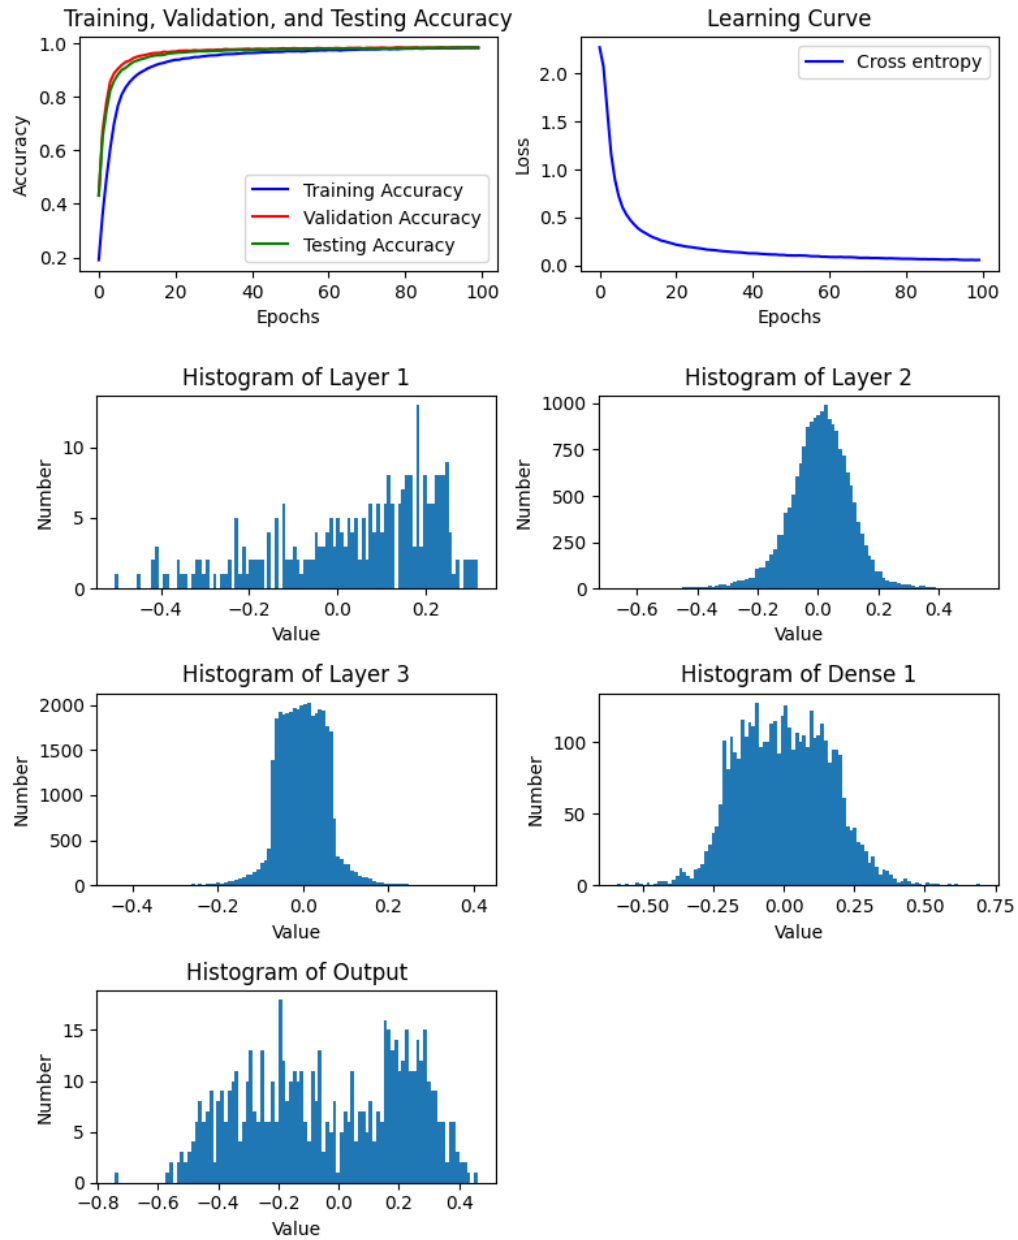 Training, Validation, and Testing Accuracy
1.0
0.8
0.6
0.4
0.2
Accuracy
Training Accuracy
Validation Accuracy
Testing Accuracy
0 20 40 60 80 100
Epochs
Learning Curve
2.0
1.5
1.0
0.5
0.0
Loss
Cross entropy
0 20 40 60 80 100
Epochs
Histogram of Layer 1
10
5
0
Number
−0.4 −0.2 0.0 0.2
Value
Histogram of Layer 2
1000
750
500
250
0
Number
−0.6 −0.4 −0.2 0.0 0.2 0.4
Value
Histogram of Layer 3
2000
1500
1000
500
0
Number
−0.4 −0.2 0.0 0.2 0.4
Value
Histogram of Dense 1
100
50
0
Number
−0.50 −0.25 0.00 0.25 0.50 0.75
Value
Histogram of Output
15
10
5
0
Number
−0.8 −0.6 −0.4 −0.2 0.0 0.2 0.4
Value